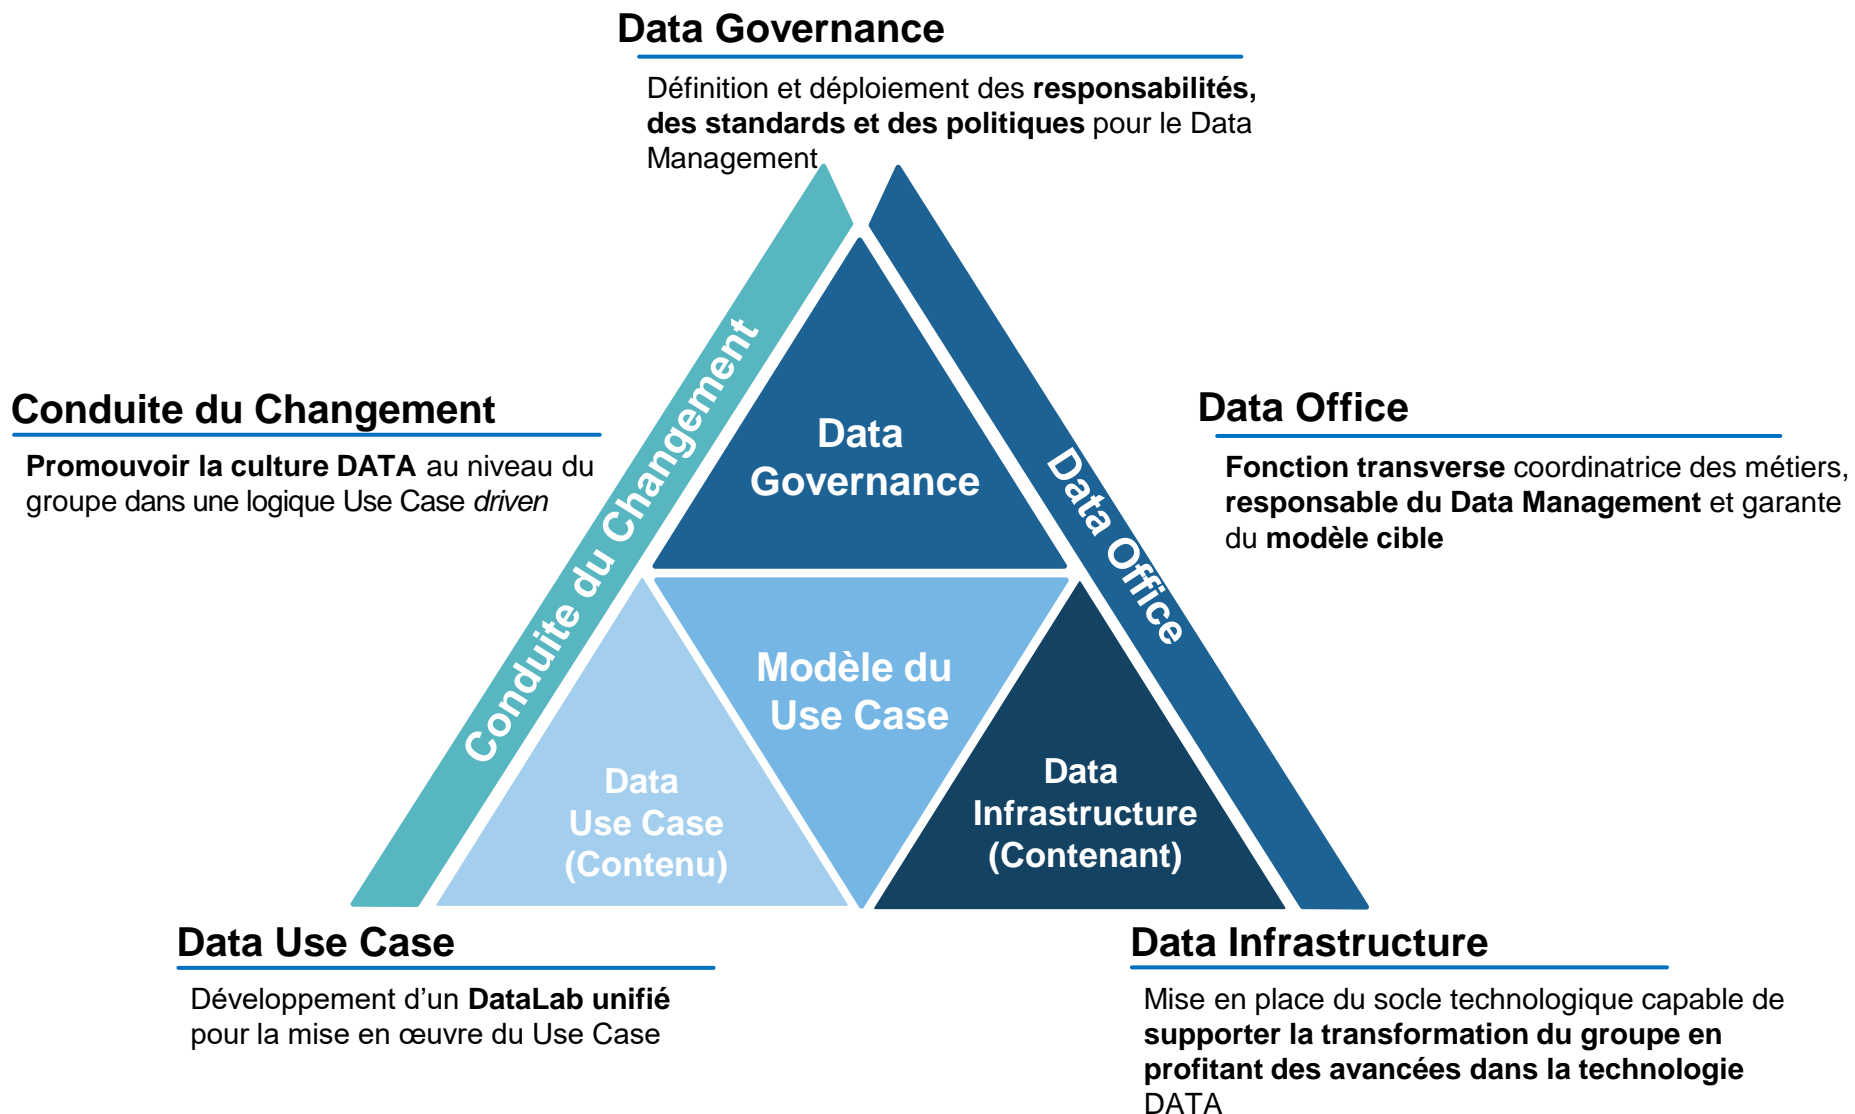 Data Governance
Définition et déploiement des responsabilités,
des standards et des politiques pour le Data
Management
Conduite du Changement
Promouvoir la culture DATA au niveau du
groupe dans une logique Use Case driven
Conduite du Changement
Data
Governance
Data Office
Data Office
Fonction transverse coordinatrice des métiers,
responsable du Data Management et garante
du modèle cible
Modèle du
Use Case
Data
Use Case
(Contenu)
Data
Infrastructure
(Contenant)
Data Use Case
Développement d’un DataLab unifié
pour la mise en œuvre du Use Case
Data Infrastructure
Mise en place du socle technologique capable de
supporter la transformation du groupe en
profitant des avancées dans la technologie
DATA